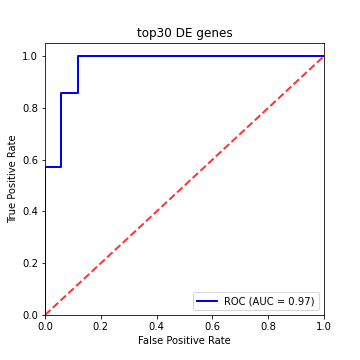 top30 DE genes
1.0
0.8
0.6
0.4
0.2
0.0
True Positive Rate
ROC (AUC = 0.97)
0.0 0.2 0.4 0.6 0.8 1.0
False Positive Rate